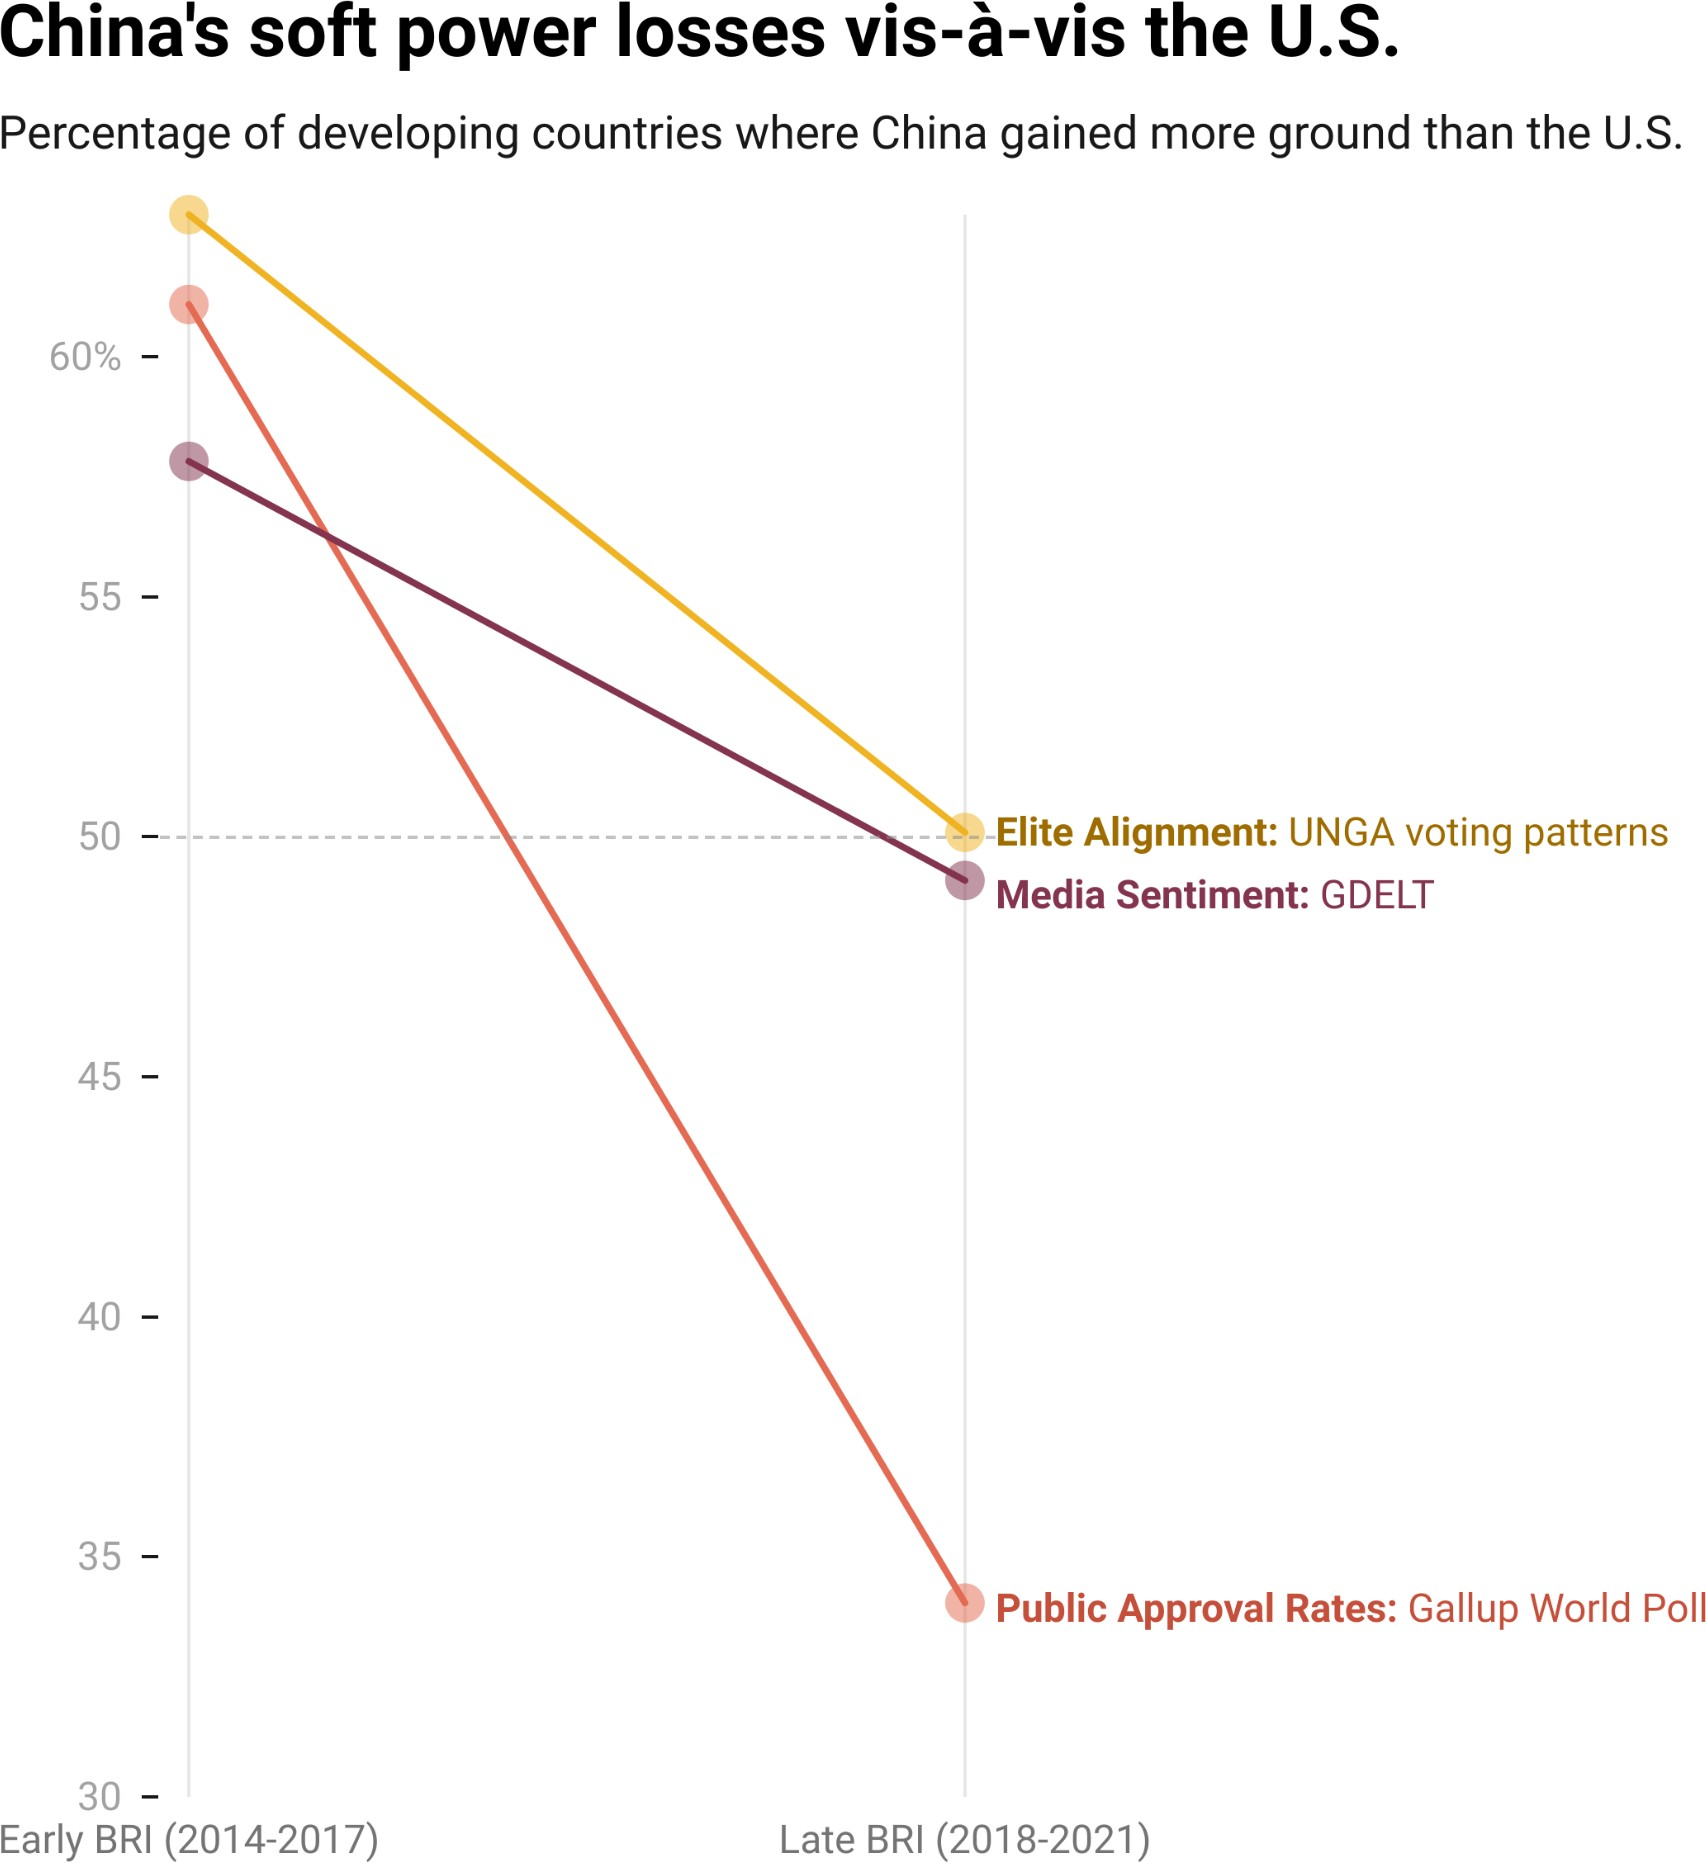 China's soft power losses vis-à-vis the U.S.
Percentage of developing countries where China gained more ground than the U.S.
60%
55
50
Elite Alignment: UNGA voting patterns
Media Sentiment: GDELT
45
40
35
Public Approval Rates: Gallup World Poll
30
Early BRI (2014-2017)
Late BRI (2018-2021)